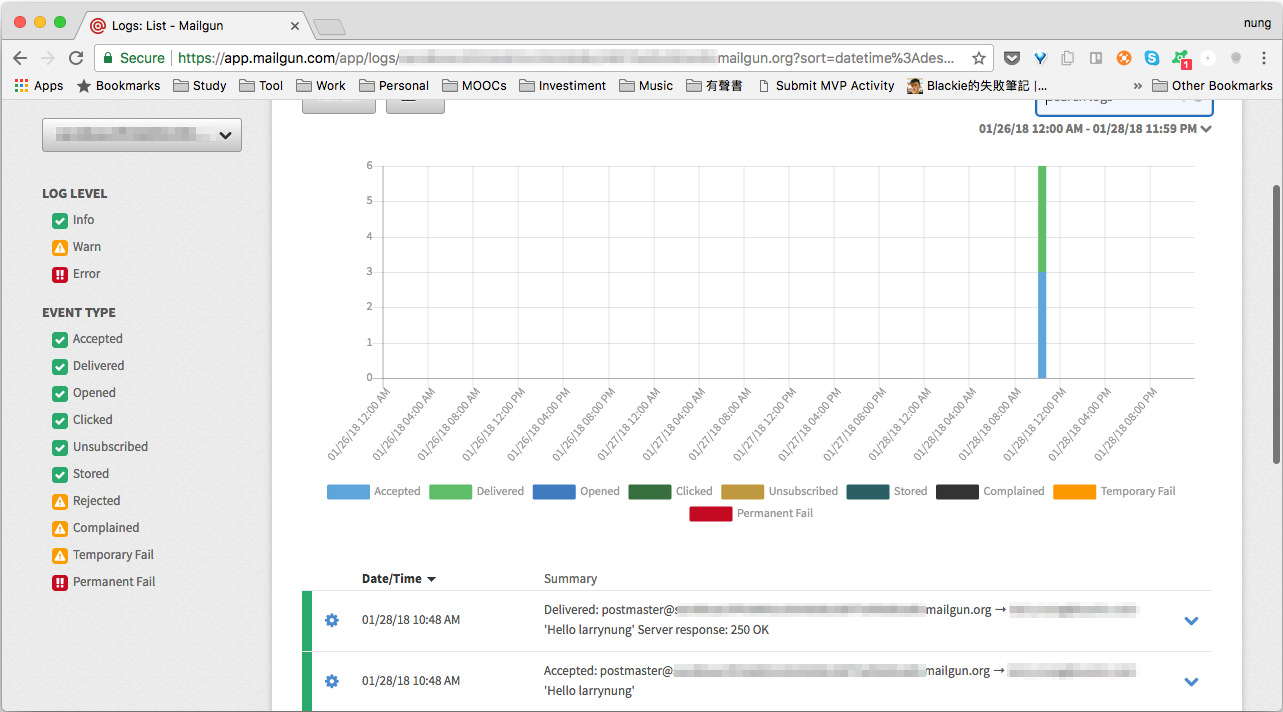 Logs: List - Mailgun
nung
Secure https://app.mailgun.com/app/logs/ mailgun.org?sort=datetime%3Ades...
1
Apps Bookmarks Study Tool Work Personal MOOCs Investiment Music 有聲書 Submit MVP Activity Blackie的失敗筆記 |... » Other Bookmarks
01/26/18 12:00 AM - 01/28/18 11:59 PM
LOG LEVEL
Info
Warn
Error
EVENT TYPE
Accepted
Delivered
Opened
Clicked
Unsubscribed
Stored
Rejected
Complained
Temporary Fail
Permanent Fail
6
5
4
3
2
1
0
01/26/18 12:00 AM
01/26/18 04:00 AM
01/26/18 08:00 AM
01/26/18 12:00 PM
01/26/18 04:00 PM
01/26/18 08:00 PM
01/27/18 12:00 AM
01/27/18 04:00 AM
01/27/18 08:00 AM
01/27/18 12:00 PM
01/27/18 04:00 PM
01/27/18 08:00 PM
01/28/18 12:00 AM
01/28/18 04:00 AM
01/28/18 08:00 AM
01/28/18 12:00 PM
01/28/18 04:00 PM
01/28/18 08:00 PM
Accepted Delivered Opened Clicked Unsubscribed Stored Complained Temporary Fail
Permanent Fail
Date/Time Summary
Delivered: postmaster@s mailgun.org →
01/28/18 10:48 AM
'Hello larrynung' Server response: 250 OK
Accepted: postmaster@ mailgun.org →
01/28/18 10:48 AM
'Hello larrynung'